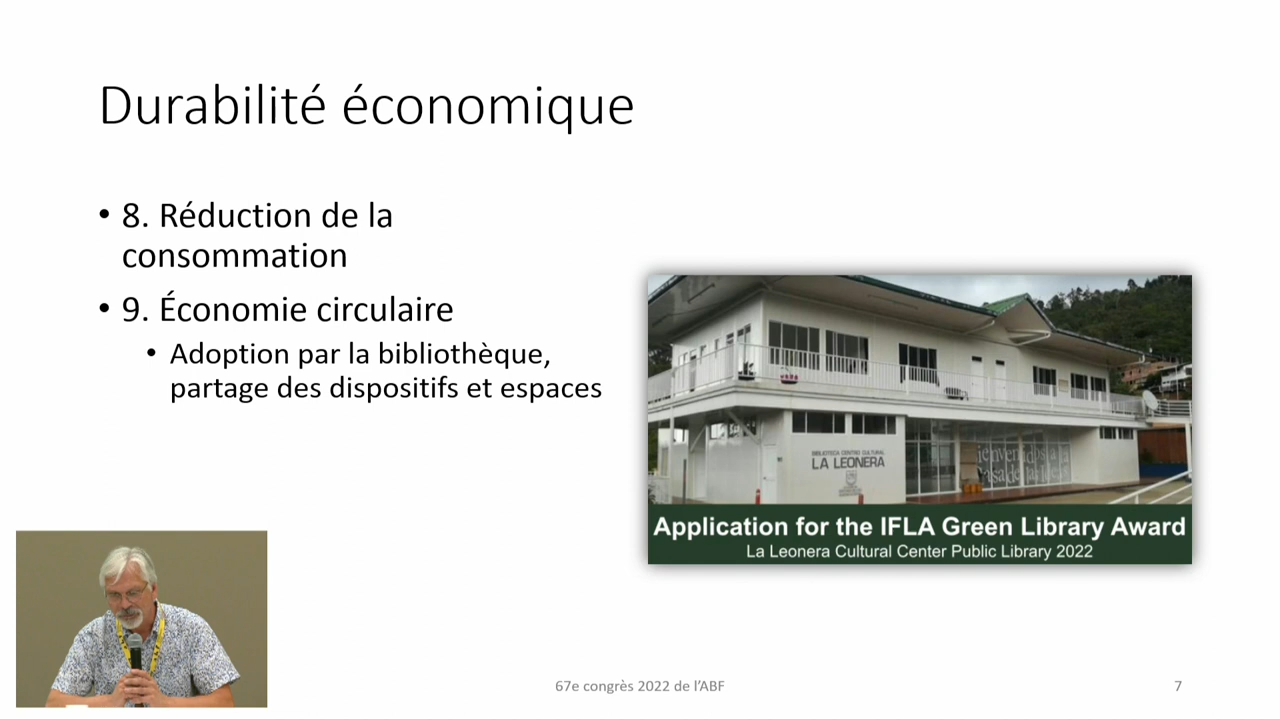 Durabilité économique
• 8. Réduction de la
consommation
• 9. Économie circulaire
• Adoption par la bibliothèque,
partage des dispositifs et espaces
BIBLIOTECA CENTRO CULTURAL
LA LEONERA
Application for the IFLA Green Library Award
La Leonera Cultural Center Public Library 2022
67e congrès 2022 de l'ABF
7